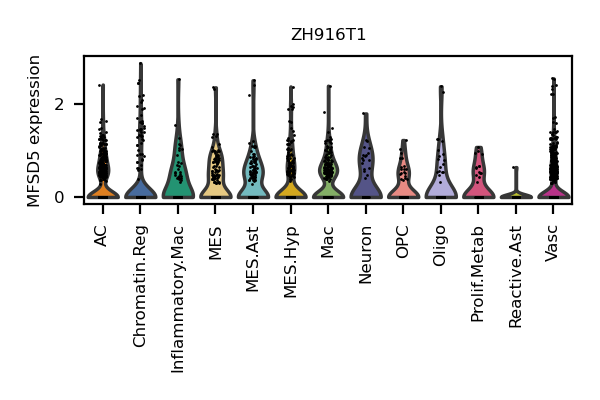 ZH916T1
MFSD5 expression
2
0
AC
Chromatin.Reg
Inflammatory.Mac
MES
MES.Ast
MES.Hyp
Mac
Neuron
OPC
Oligo
Prolif.Metab
Reactive.Ast
Vasc